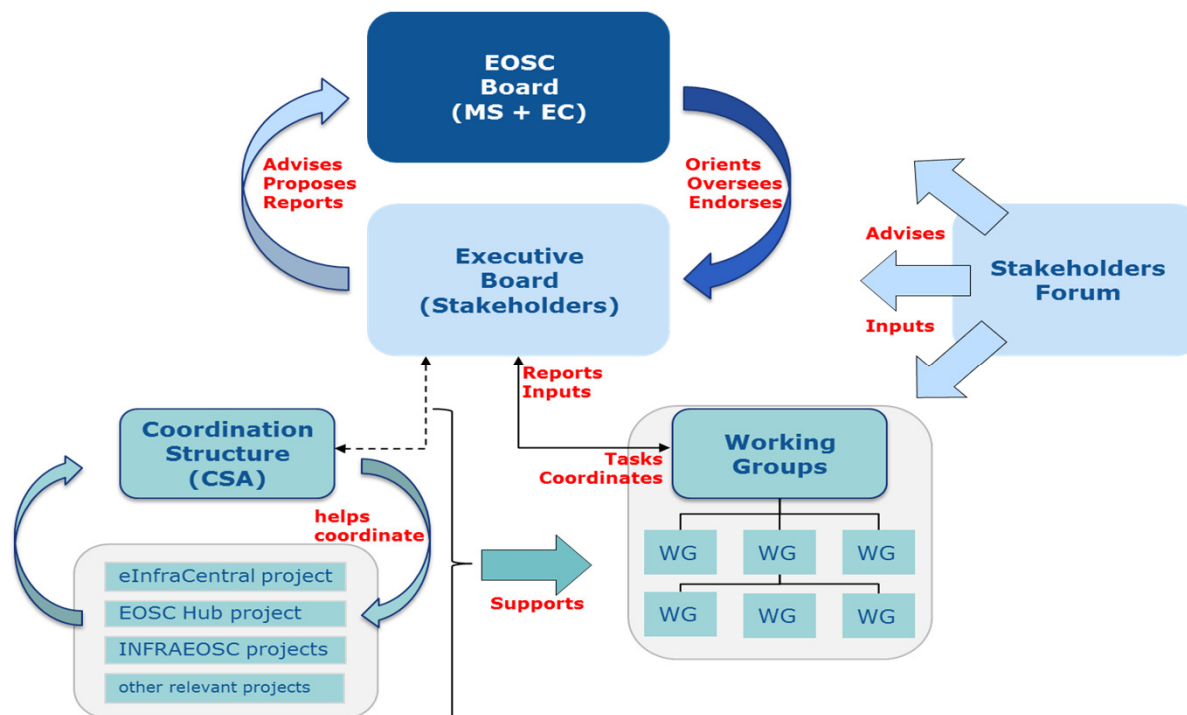 EOSC
Board
(MS + EC)
Advises
Proposes
Reports
Orients
Oversees
Endorses
Executive
Board
(Stakeholders)
Advises
Inputs
Stakeholders
Forum
Reports
Inputs
Coordination
Structure
(CSA)
Working
Groups
Tasks
Coordinates
helps
coordinate
eInfraCentral project
EOSC Hub project
INFRAEOSC projects
other relevant projects
Supports
WG
WG
WG
WG
WG
WG